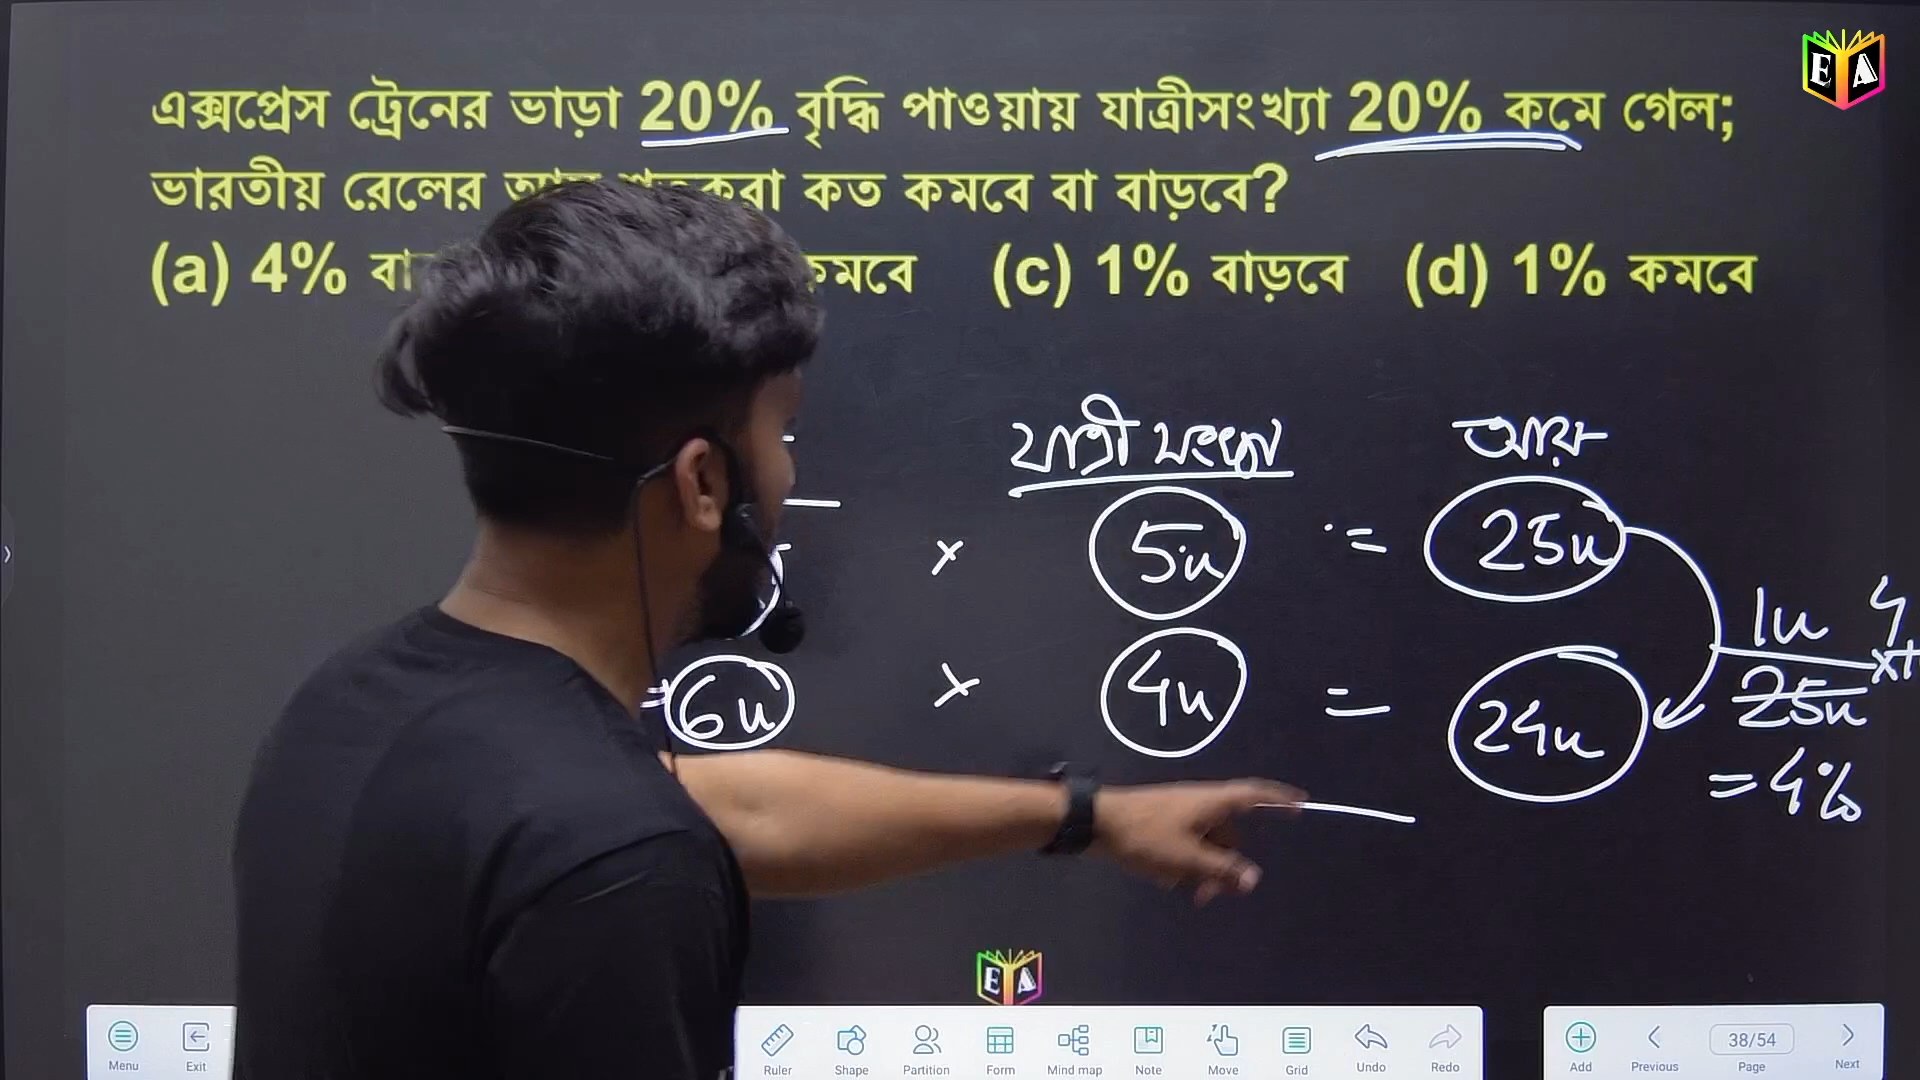 এক্সপ্রেস ট্রেনের ভাড়া 20% বৃদ্ধি পাওয়ায় যাত্রীসংখ্যা 20% কমে গেল;
ভারতীয় রেলের কত কমবে বা বাড়বে?
(a) 4% কমবে (c) 1% বাড়বে (d) 1% কমবে
যাত্রী সংখ্যা আয়
× 5u = 25u
1u
25u
6u × 4u = 24u
= 4%
E A
E A
Menu Exit Ruler Shape Partition Form Mind map Note Move Grid Undo Redo Add Previous 38/54 Page Next